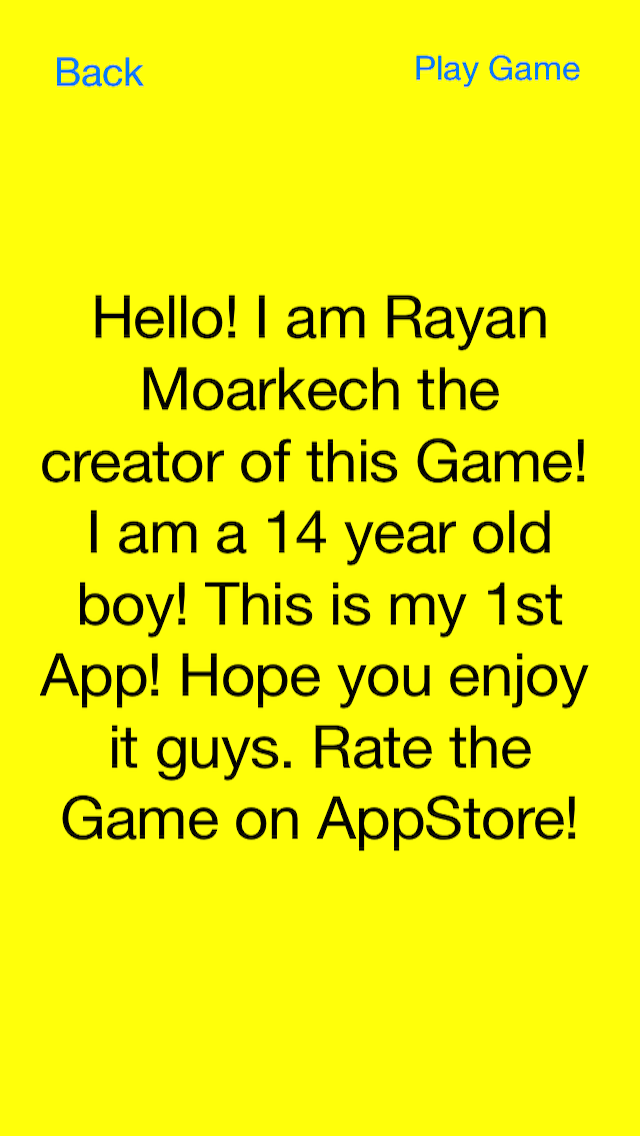 Back
Play Game
Hello! I am Rayan
Moarkech the
creator of this Game!
I am a 14 year old
boy! This is my 1st
App! Hope you enjoy
it guys. Rate the
Game on AppStore!